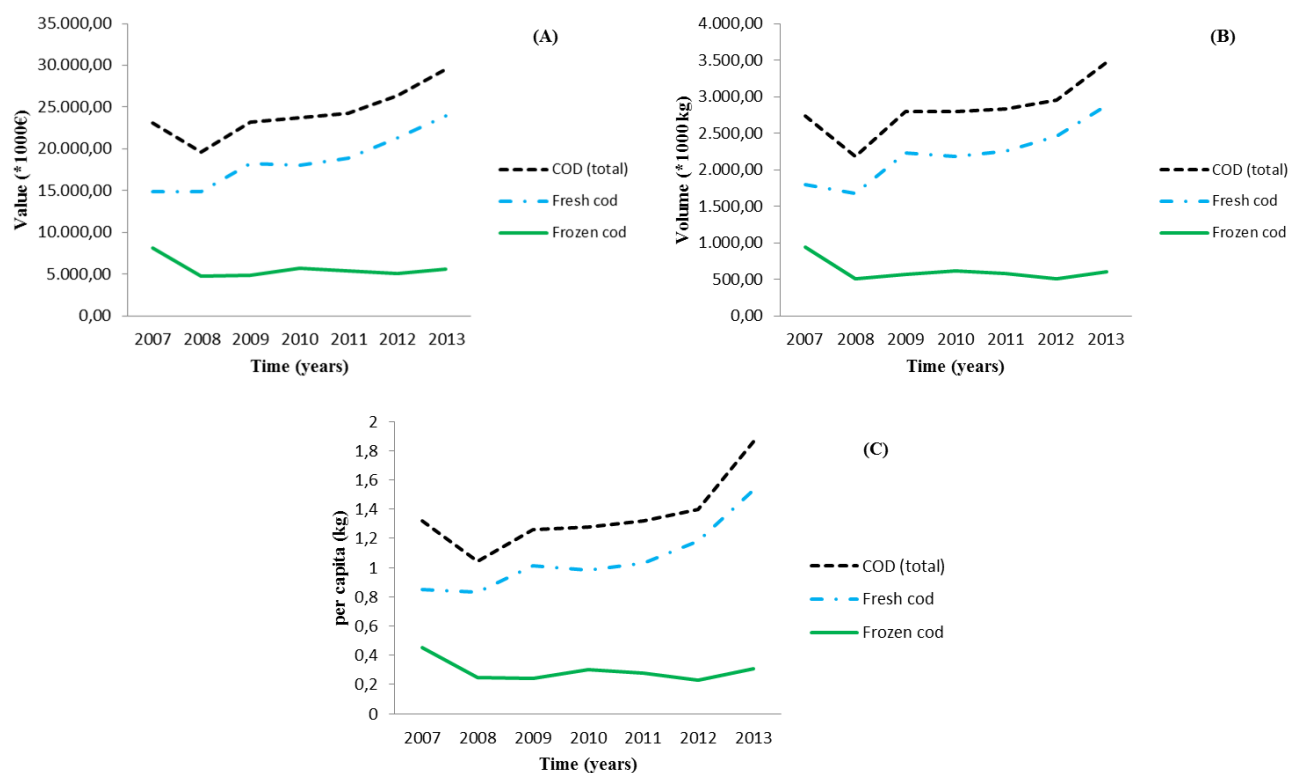 (A)
Value (*10000€)
35.000,00
30.000,00
25.000,00
20.000,00
15.000,00
10.000,00
5.000,00
0,00
2007 2008 2009 2010 2011 2012 2013
Time (years)
COD (total)
Fresh cod
Frozen cod
(B)
Volume (*1000 kg)
4.000,00
3.500,00
3.000,00
2.500,00
2.000,00
1.500,00
1.000,00
500,00
0,00
2007 2008 2009 2010 2011 2012 2013
Time (years)
COD (total)
Fresh cod
Frozen cod
(C)
per capita (kg)
2
1,8
1,6
1,4
1,2
1
0,8
0,6
0,4
0,2
0
2007 2008 2009 2010 2011 2012 2013
Time (years)
COD (total)
Fresh cod
Frozen cod